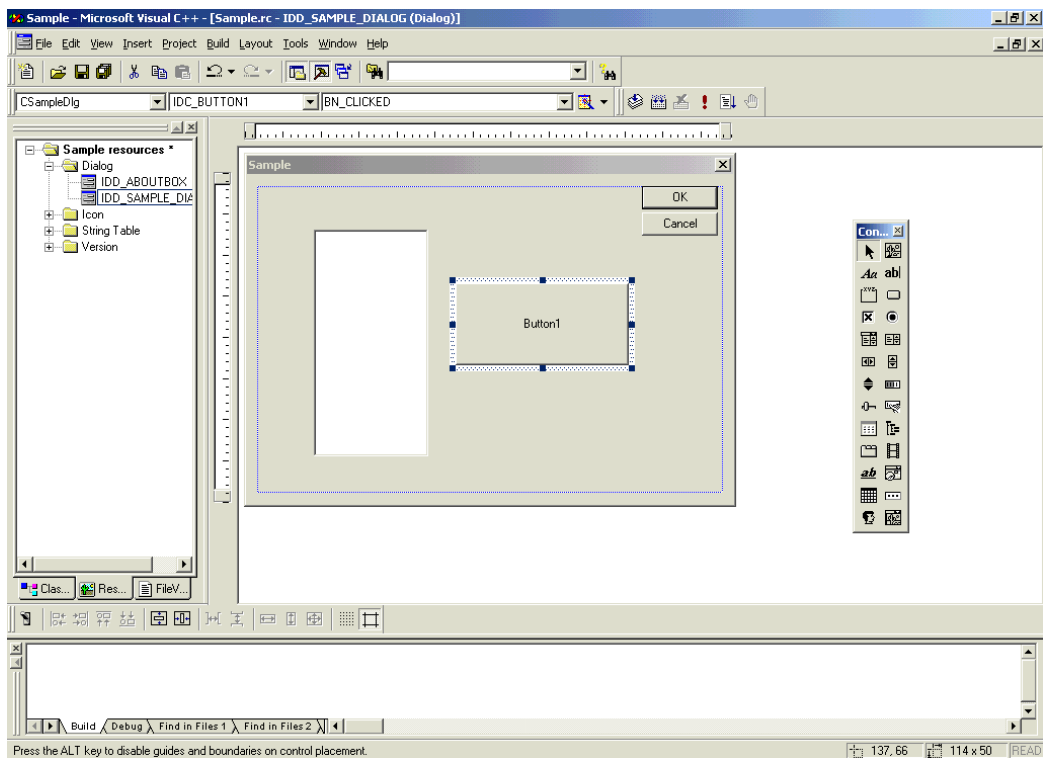 Sample - Microsoft Visual C++ - [Sample.rc - IDD_SAMPLE_DIALOG (Dialog)]
File Edit View Insert Project Build Layout Tools Window Help
CSampleDlg IDC_BUTTON1 BN_CLICKED
Sample resources *
Dialog
IDD_ABOUTBOX
IDD_SAMPLE_DIA
Icon
String Table
Version
Sample
OK
Cancel
Button1
Con...
Aa ab|
XYZ
ab
Clas... Res... FileV...
Build Debug Find in Files 1 Find in Files 2
Press the ALT key to disable guides and boundaries on control placement. 137, 66 114 x 50 READ